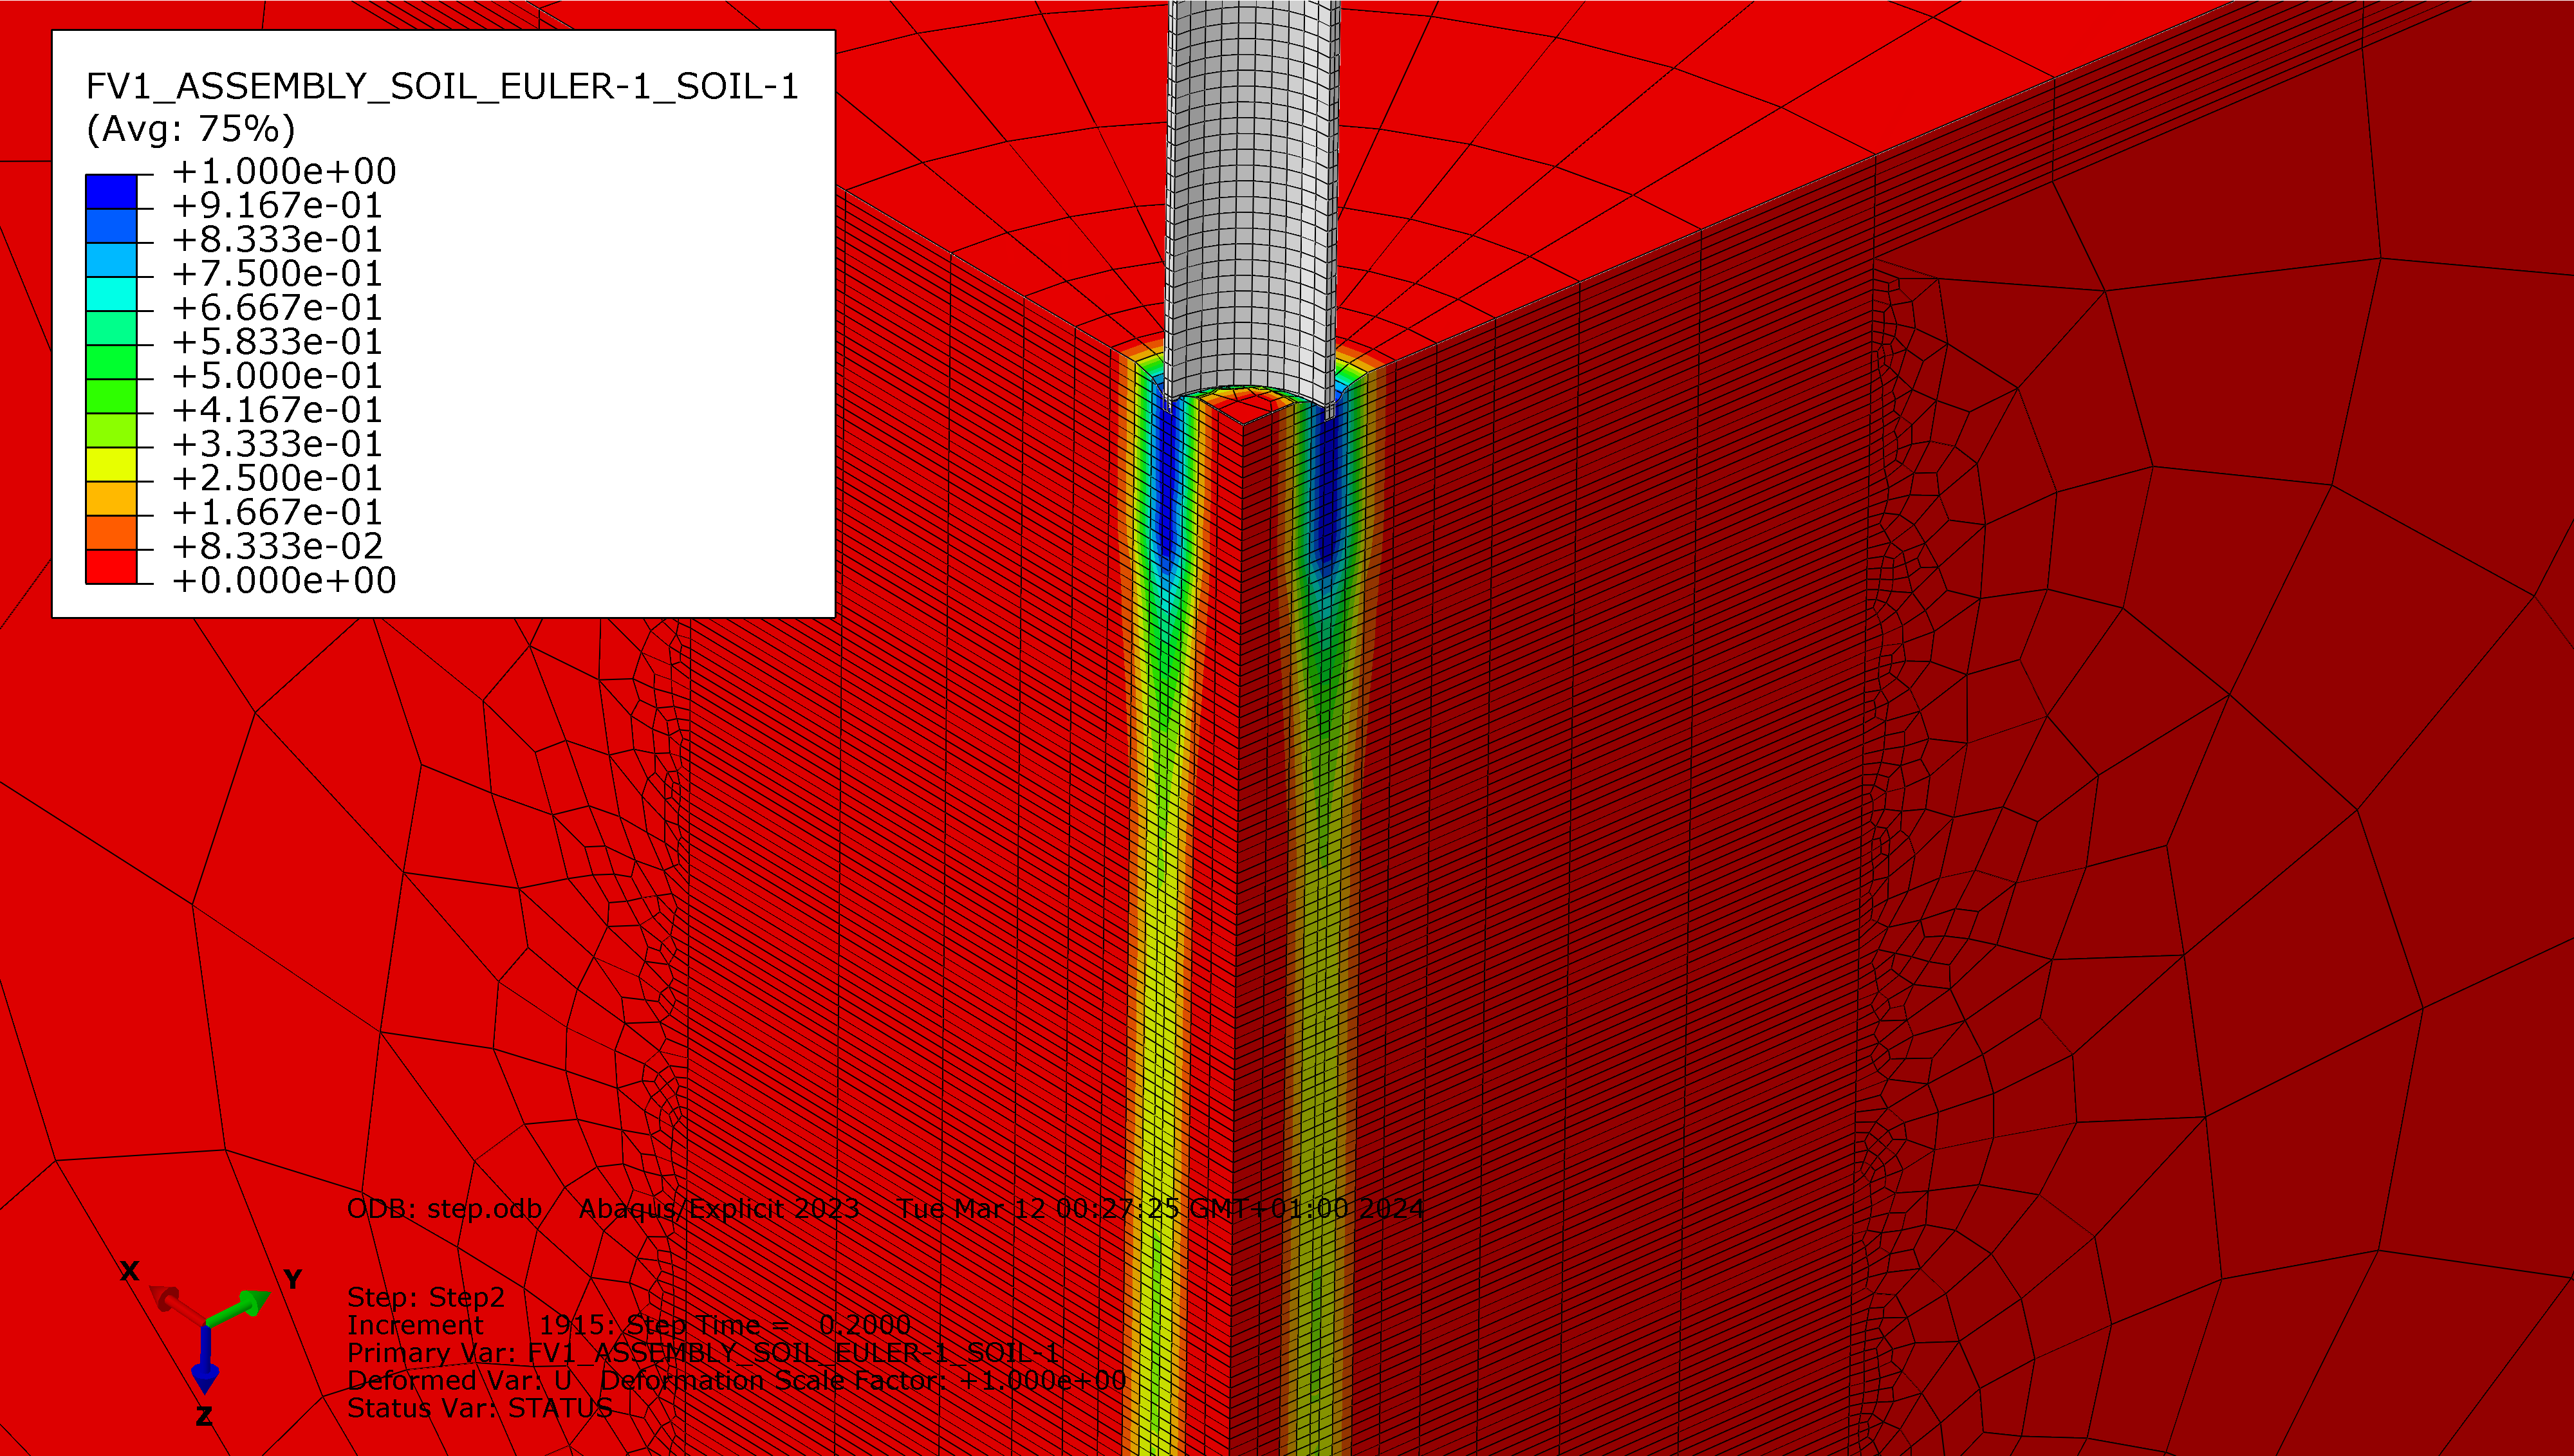 FV1_ASSEMBLY_SOIL_EULER-1_SOIL-1
(Avg: 75%)
+1.000e+00
+9.167e-01
+8.333e-01
+7.500e-01
+6.667e-01
+5.833e-01
+5.000e-01
+4.167e-01
+3.333e-01
+2.500e-01
+1.667e-01
+8.333e-02
+0.000e+00
ODB: step.odb Abaqus/Explicit 2023 Tue Mar 12 00:27:25 GMT+01:00 2024
X
Y
Z
Step: Step2
Increment 1915: Step Time = 0.2000
Primary Var: FV1_ASSEMBLY_SOIL_EULER-1_SOIL-1
Deformed Var: U Deformation Scale Factor: +1.000e+00
Status Var: STATUS